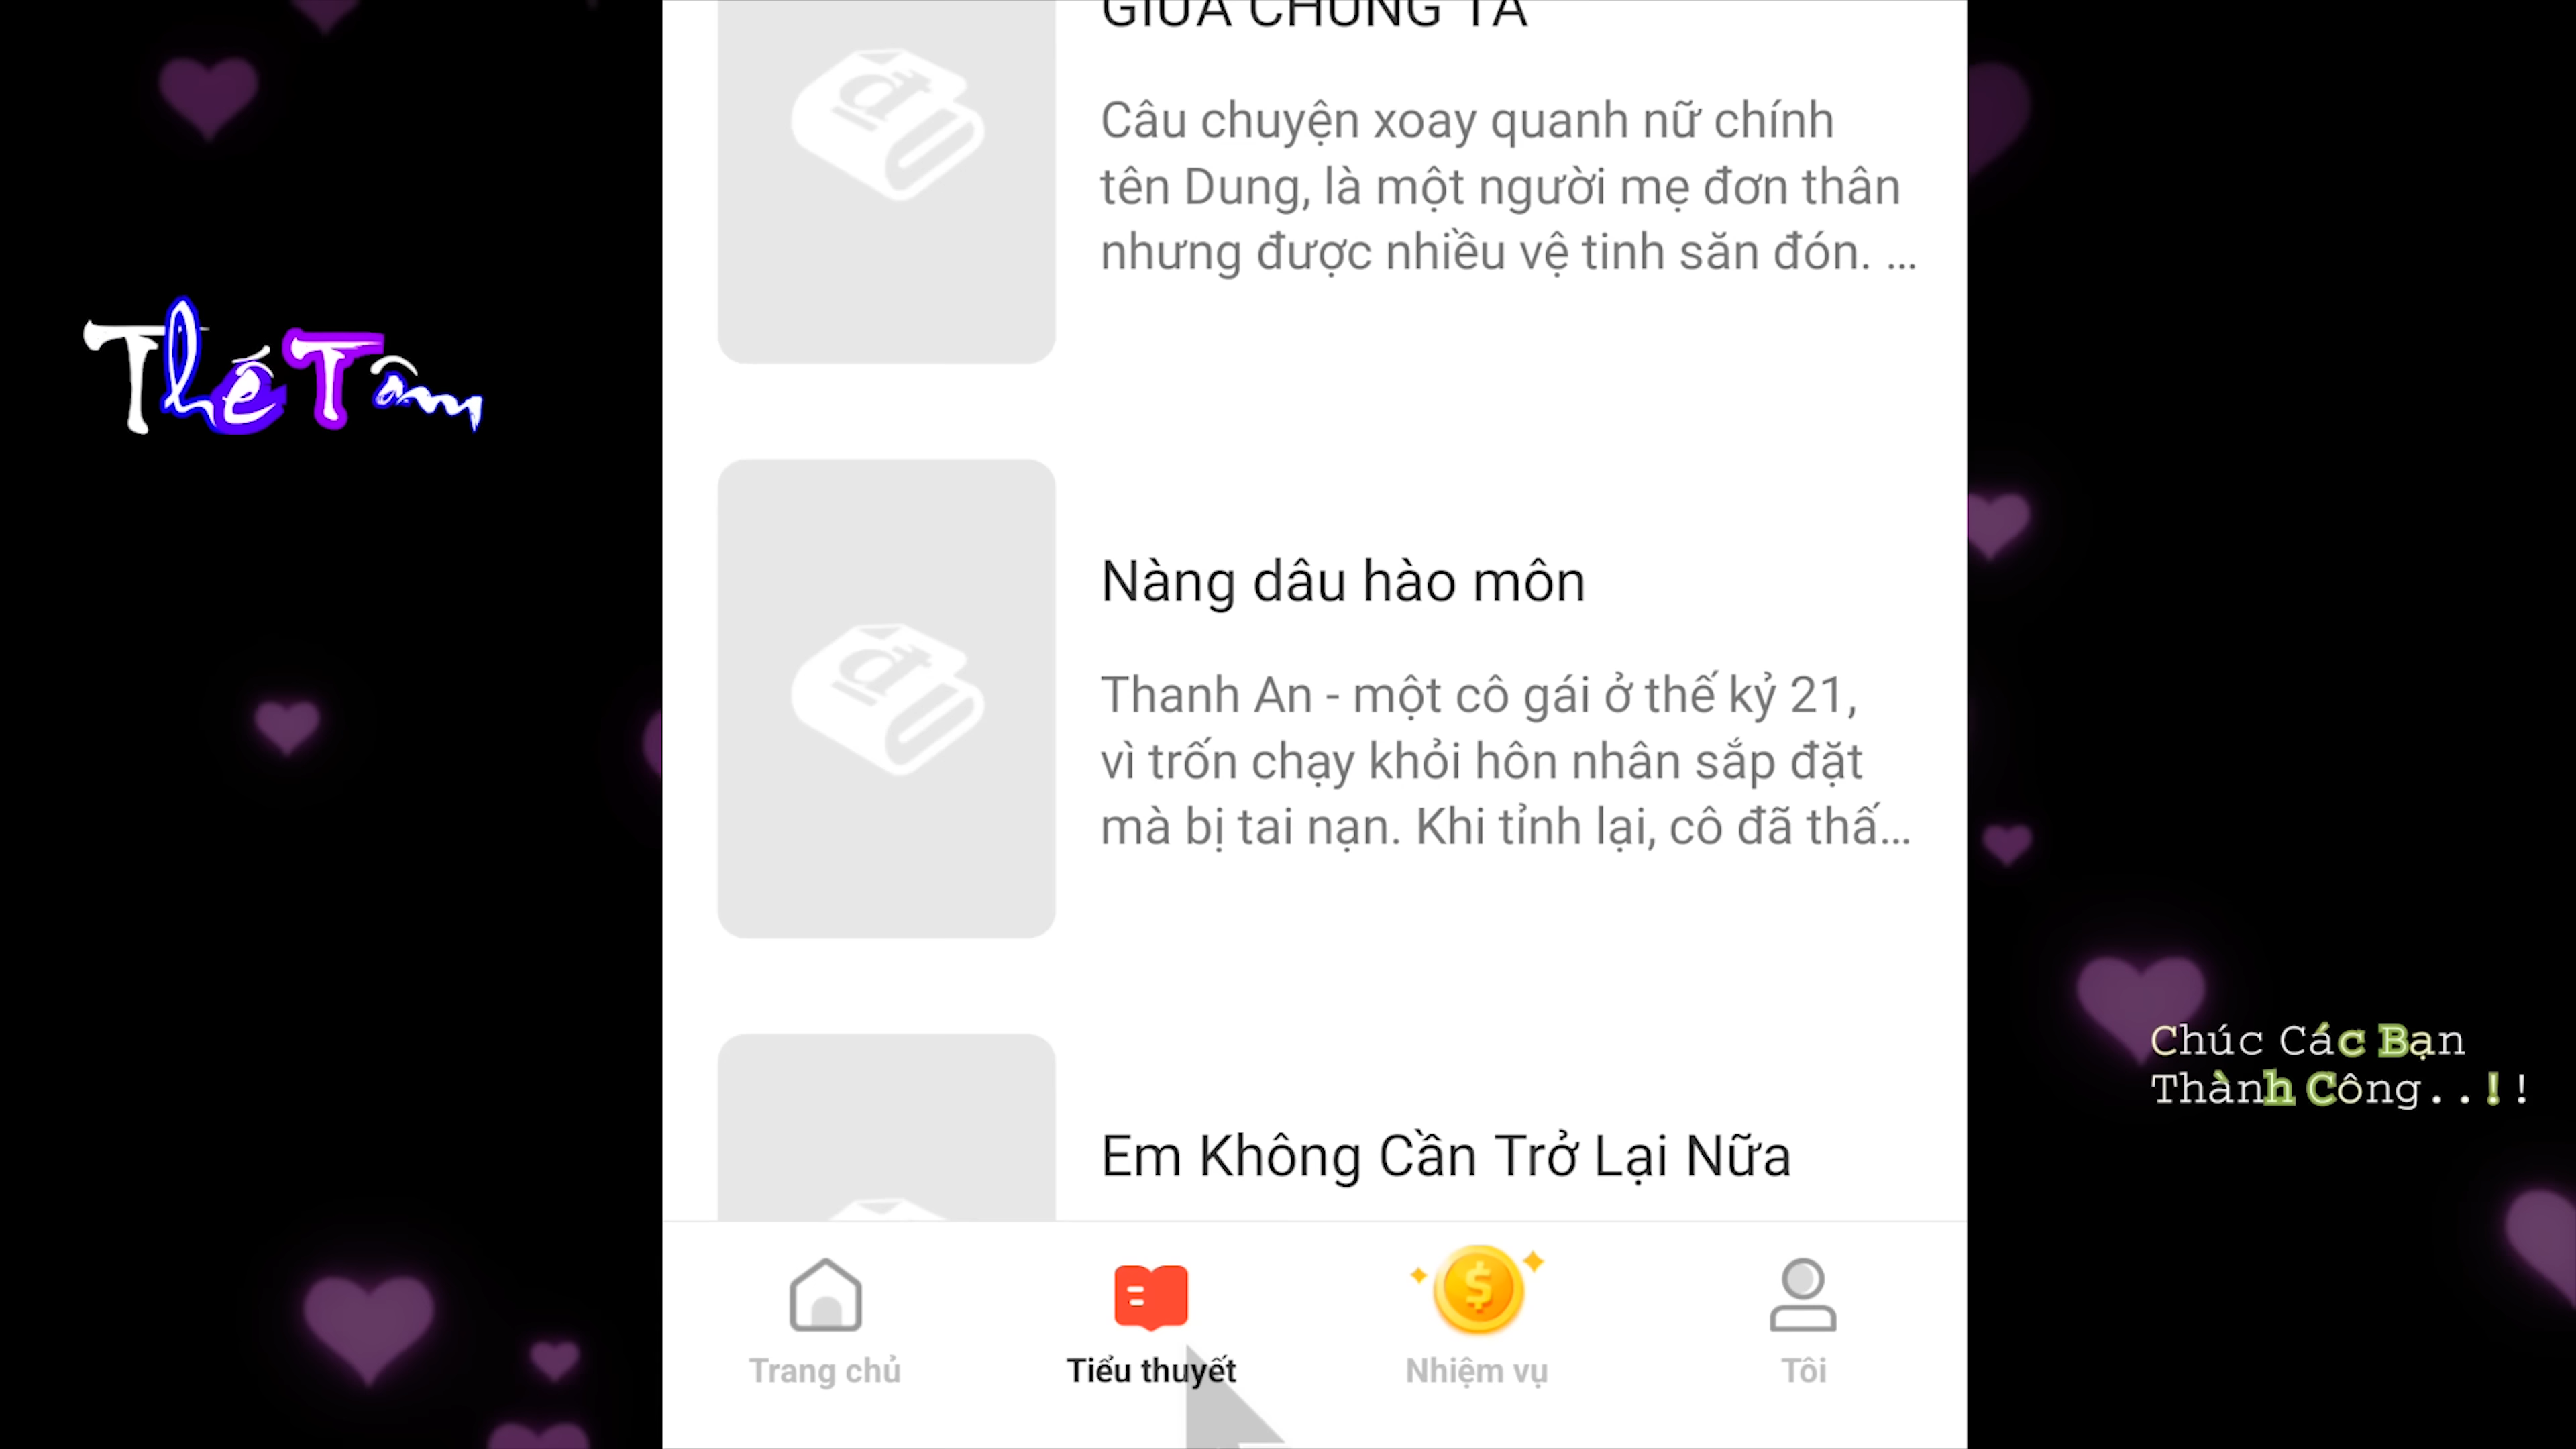 GIỮA CHÚNG TA
Câu chuyện xoay quanh nữ chính
tên Dung, là một người mẹ đơn thân
nhưng được nhiều vệ tinh săn đón. ...
Thế Tâm
Nàng dâu hào môn
Thanh An - một cô gái ở thế kỷ 21,
vì trốn chạy khỏi hôn nhân sắp đặt
mà bị tai nạn. Khi tỉnh lại, cô đã thấ...
Chúc Các Bạn
Thành Công..!!
Em Không Cần Trở Lại Nữa
Trang chủ
Tiểu thuyết
Nhiệm vụ
Tôi